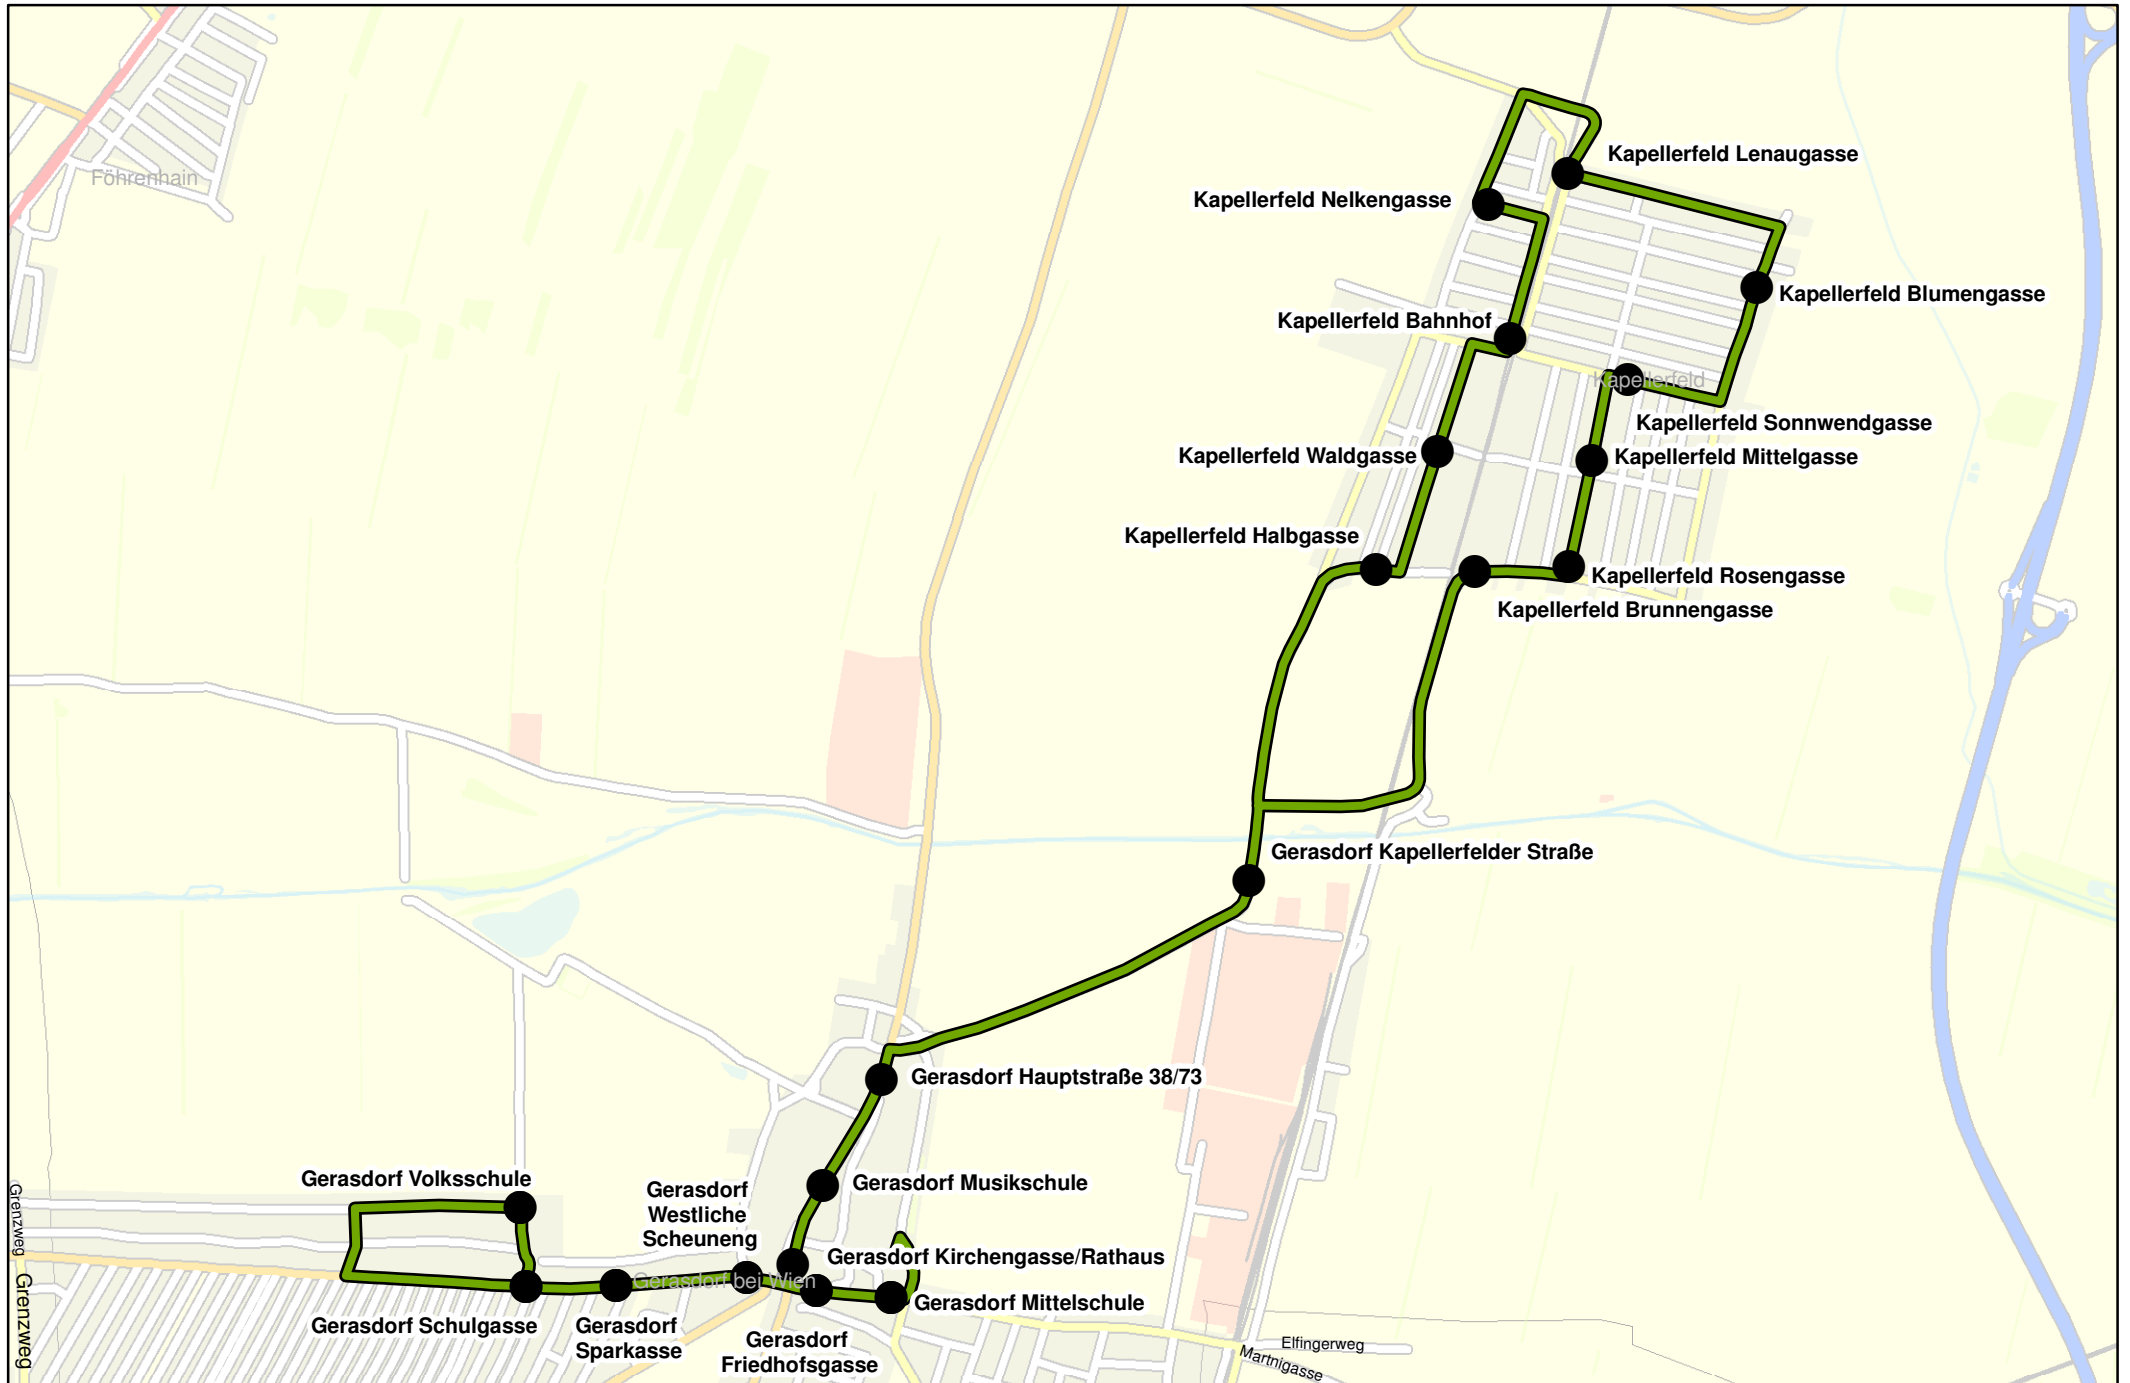 Kapellerfeld Lenaugasse
Föhrenhain
Kapellerfeld Nelkengasse
Kapellerfeld Blumengasse
Kapellerfeld Bahnhof
Kapellerfeld
Kapellerfeld Sonnwendgasse
Kapellerfeld Waldgasse
Kapellerfeld Mittelgasse
Kapellerfeld Halbgasse
Kapellerfeld Rosengasse
Kapellerfeld Brunnengasse
Gerasdorf Kapellerfelder Straße
Gerasdorf Hauptstraße 38/73
Gerasdorf Volksschule
Gerasdorf Musikschule
Gerasdorf
Westliche
Scheuneng
Grenzweg
Gerasdorf Kirchengasse/Rathaus
Gerasdorf bei Wien
Gerasdorf Mittelschule
Grenzweg
Gerasdorf Schulgasse
Gerasdorf
Sparkasse
Gerasdorf
Friedhofsgasse
Elfingerweg
Martnigasse